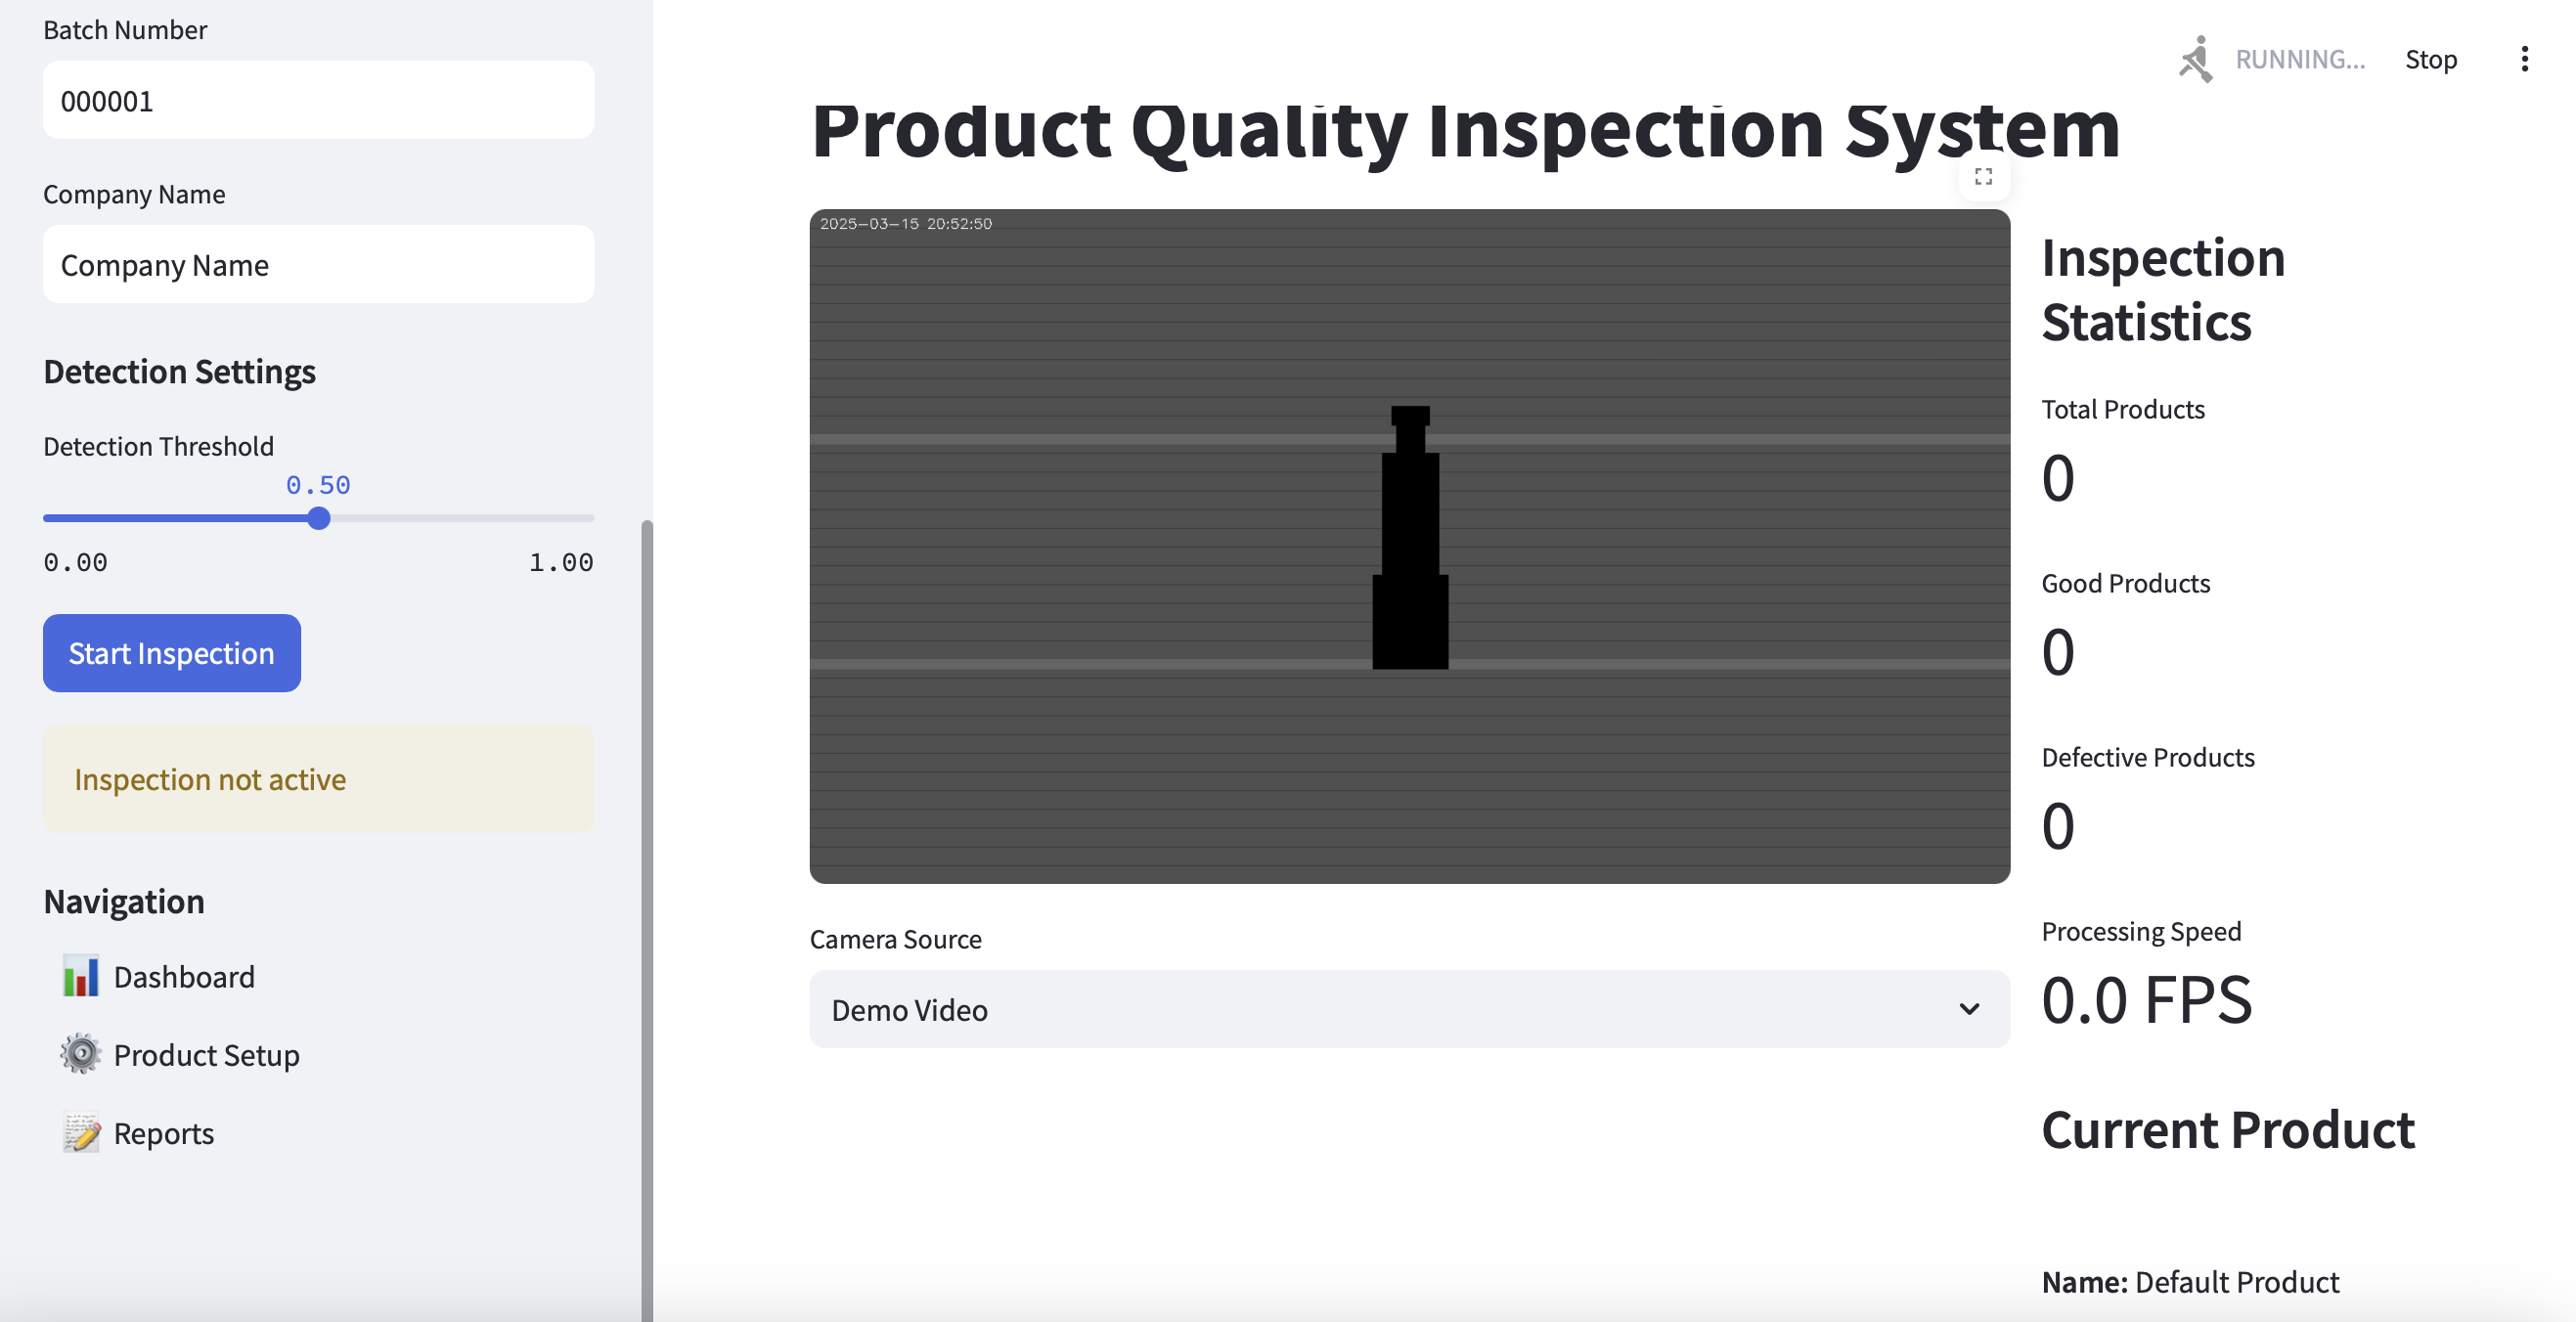 Batch Number
000001
Company Name
Company Name
Detection Settings
Detection Threshold
0.50
0.00 1.00
Start Inspection
Inspection not active
Navigation
Dashboard
Product Setup
Reports
RUNNING... Stop
Product Quality Inspection System
2025-03-15 20:52:50
Camera Source
Demo Video
Inspection
Statistics
Total Products
0
Good Products
0
Defective Products
0
Processing Speed
0.0 FPS
Current Product
Name: Default Product